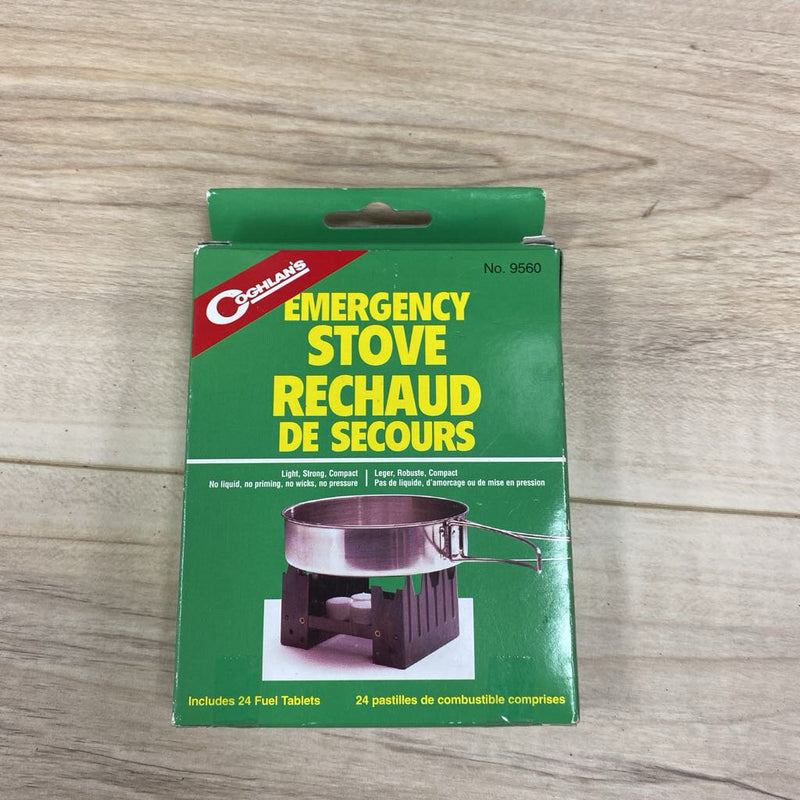 COGHLAN'S
No. 9560
EMERGENCY
STOVE
RECHAUD
DE SECOURS
Light, Strong, Compact
No liquid, no priming, no wicks, no pressure
Leger, Robuste, Compact
Pas de liquide, d'amorcage ou de mise en pression
Includes 24 Fuel Tablets
24 pastilles de combustible comprises